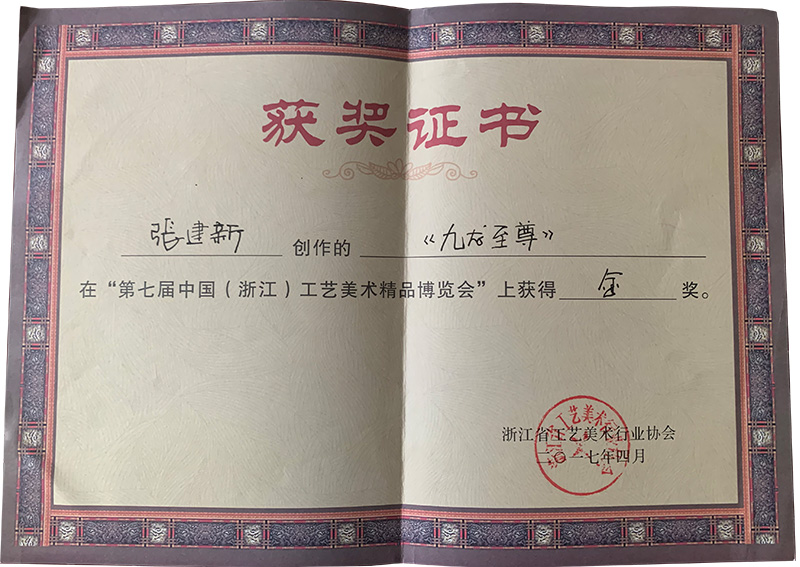 获奖证书
张建新 创作的 《九龙至尊》
在“第七届中国（浙江）工艺美术精品博览会”上获得 金 奖。
浙江省工艺美术行业协会
二〇一七年四月